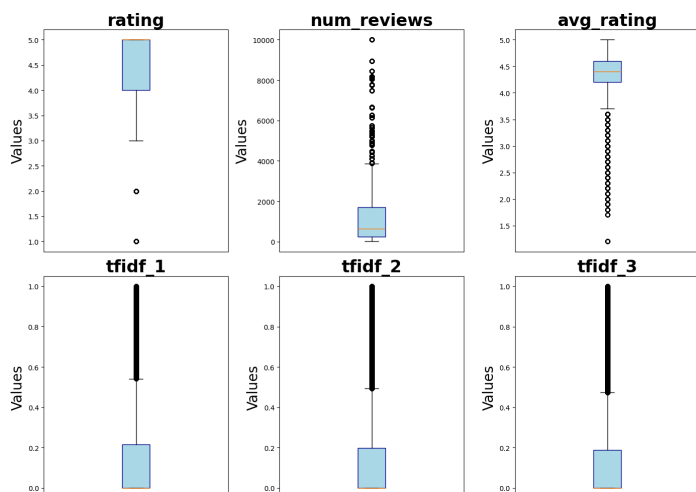 rating num_reviews avg_rating
Values Values Values
5.0 4.5 4.0 3.5 3.0 2.5 2.0 1.5 1.0
10000 8000 6000 4000 2000 0
5.0 4.5 4.0 3.5 3.0 2.5 2.0 1.5
tfidf_1 tfidf_2 tfidf_3
Values Values Values
1.0 0.8 0.6 0.4 0.2 0.0
1.0 0.8 0.6 0.4 0.2 0.0
1.0 0.8 0.6 0.4 0.2 0.0